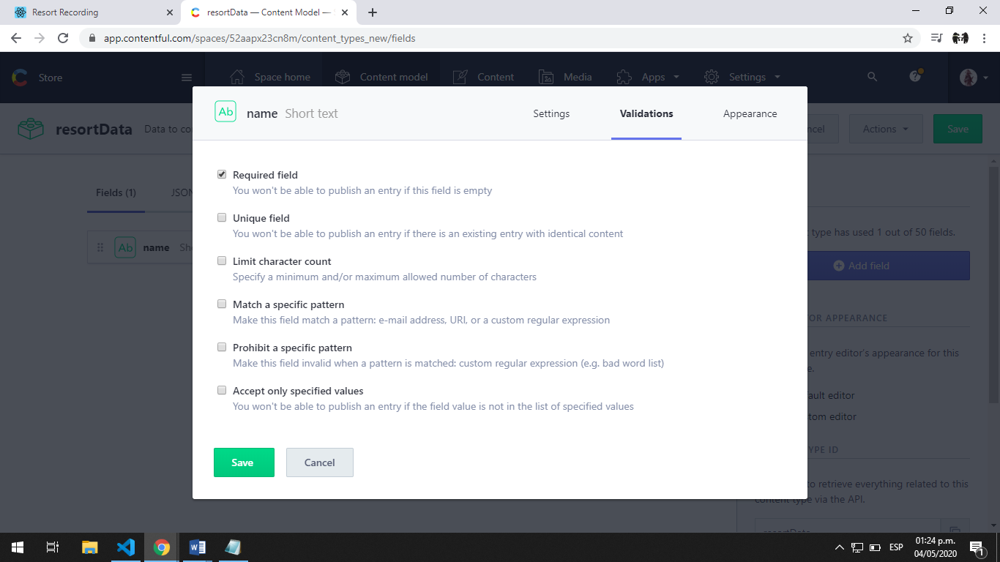 Resort Recording
resortData — Content Model —
app.contentful.com/spaces/52aapx23cn8m/content_types_new/fields
Store
Space home
Content model
Content
Media
Apps
Settings
Ab name Short text
Settings
Validations
Appearance
resortData Data to co
ncel
Actions
Save
Fields (1)
JSON
Ab name Sho
type has used 1 out of 50 fields.
Add field
OR APPEARANCE
entry editor's appearance for this
e.
fault editor
tom editor
YPE ID
to retrieve everything related to this
content type via the API.
resortData
Required field
You won't be able to publish an entry if this field is empty
Unique field
You won't be able to publish an entry if there is an existing entry with identical content
Limit character count
Specify a minimum and/or maximum allowed number of characters
Match a specific pattern
Make this field match a pattern: e-mail address, URI, or a custom regular expression
Prohibit a specific pattern
Make this field invalid when a pattern is matched: custom regular expression (e.g. bad word list)
Accept only specified values
You won't be able to publish an entry if the field value is not in the list of specified values
Save
Cancel
ESP
01:24 p.m.
04/05/2020
1